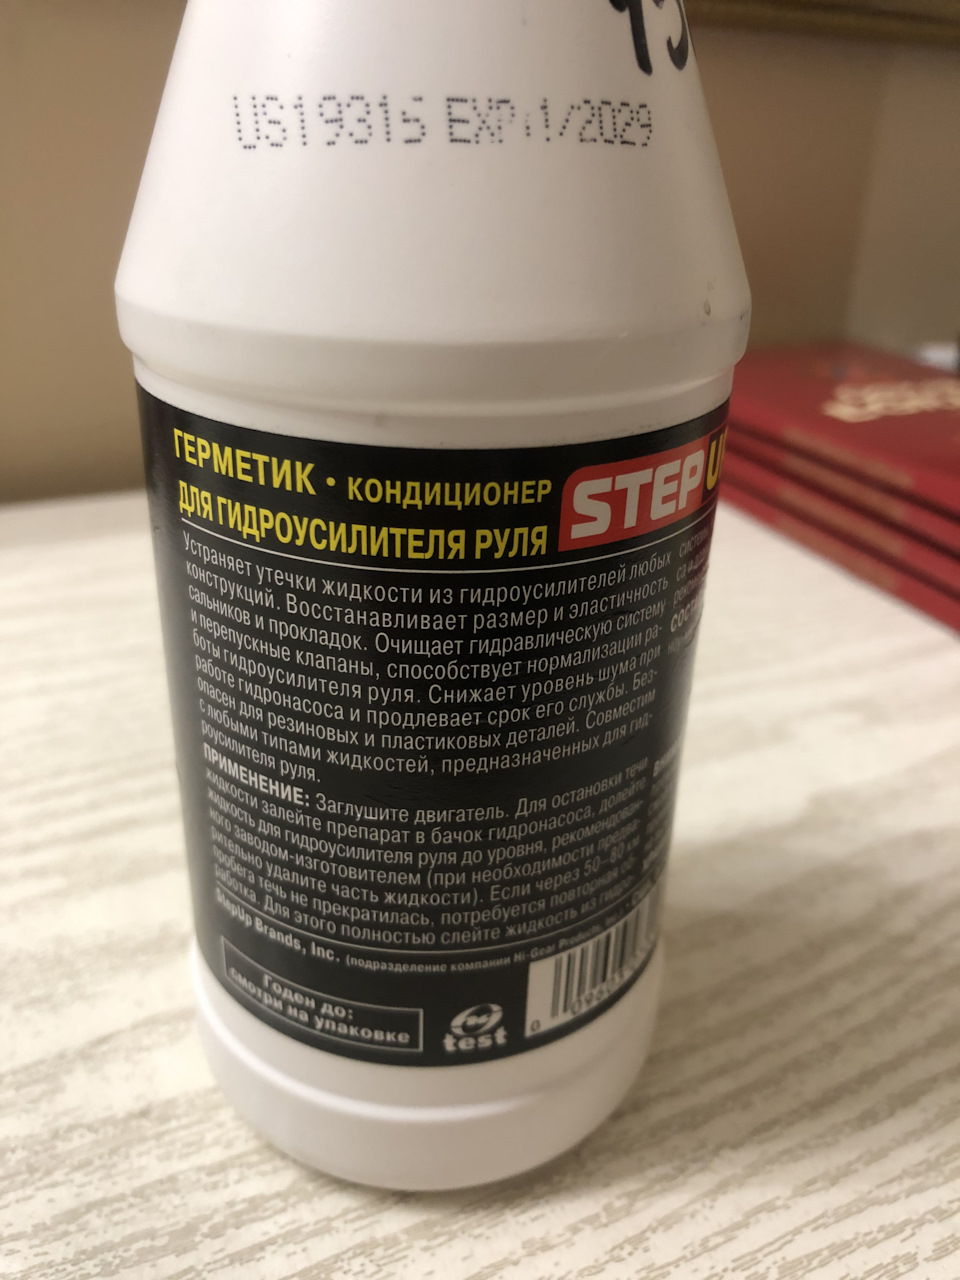 US19315 EXP 11/2029
ГЕРМЕТИК • КОНДИЦИОНЕР
ДЛЯ ГИДРОУСИЛИТЕЛЯ РУЛЯ
STEP U
Устраняет утечки жидкости из гидроусилителей любых
конструкций. Восстанавливает размер и эластичность
сальников и прокладок. Очищает гидравлическую систему
и перепускные клапаны, способствует нормализации ра-
боты гидроусилителя руля. Снижает уровень шума при
работе гидронасоса и продлевает срок его службы. Без-
опасен для резиновых и пластиковых деталей. Совместим
с любыми типами жидкостей, предназначенных для гид-
роусилителя руля.
ПРИМЕНЕНИЕ: Заглушите двигатель. Для остановки течи
жидкости залейте препарат в бачок гидронасоса, долейте
жидкость для гидроусилителя руля до уровня, рекомендован-
ного заводом-изготовителем (при необходимости предва-
рительно удалите часть жидкости). Если через 50–80 км
пробега течь не прекратилась, потребуется повторная об-
работка. Для этого полностью слейте жидкость из гидро-
StepUp Brands, Inc. (подразделение компании Hi-Gear Products, Inc.)
Годен до:
смотри на упаковке
test